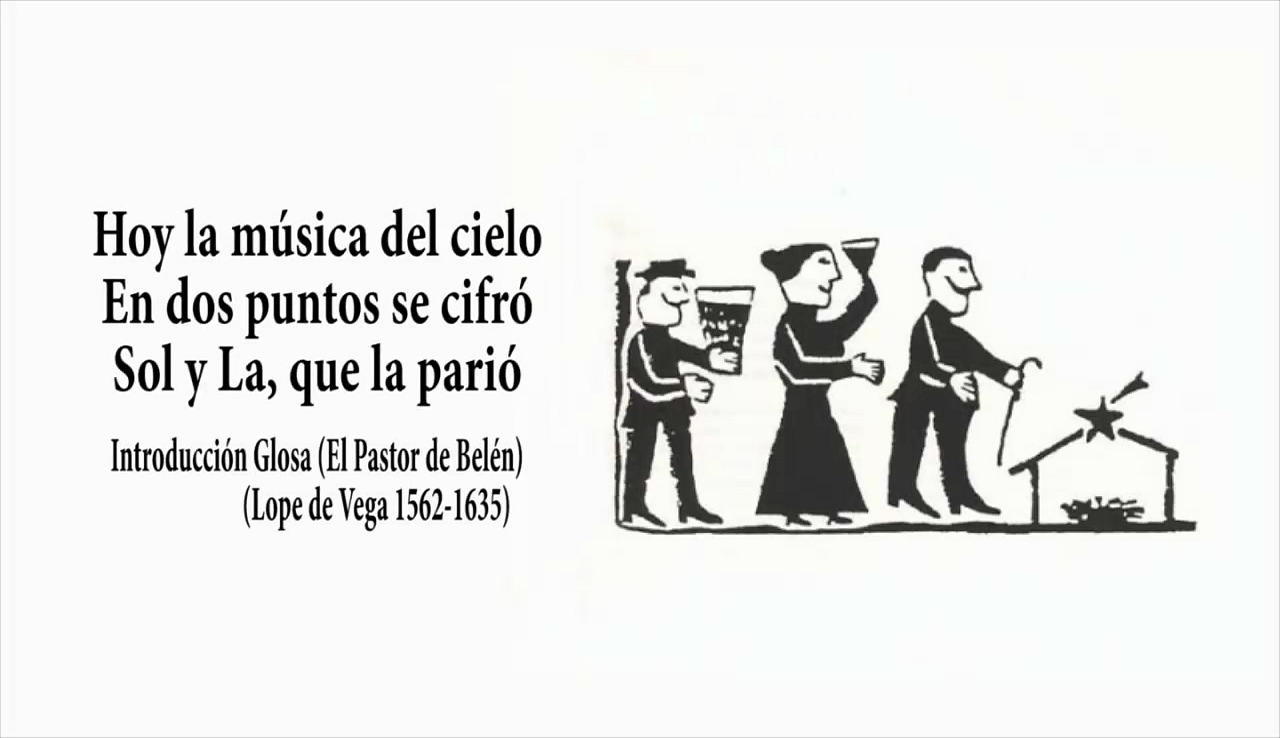 Hoy la música del cielo
En dos puntos se cifró
Sol y La, que la parió
Introducción Glosa (El Pastor de Belén)
(Lope de Vega 1562-1635)